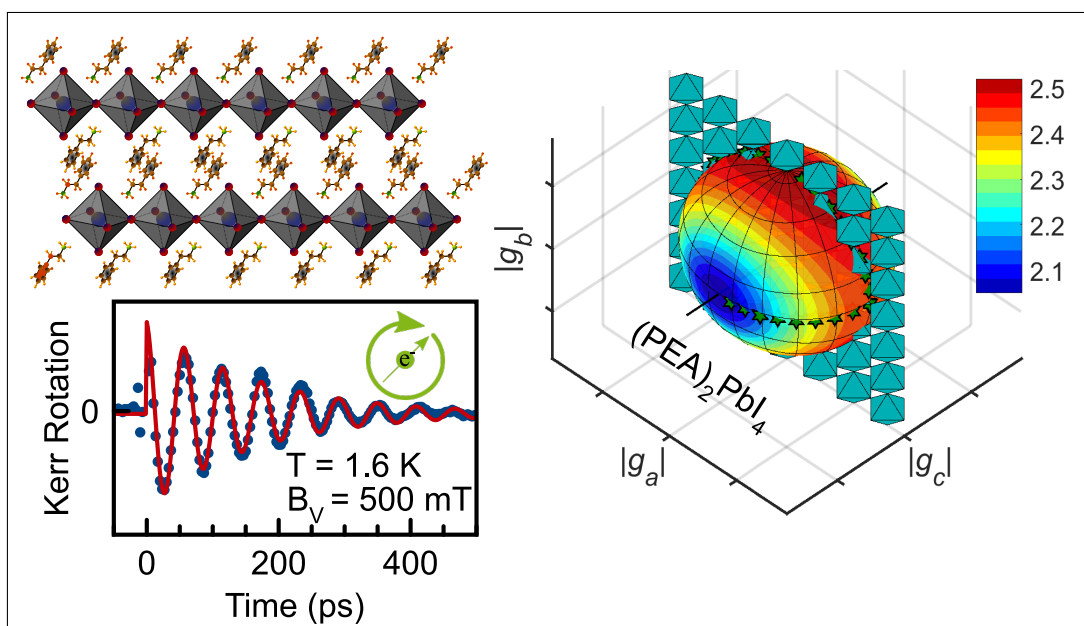 e-
Kerr Rotation
0
T = 1.6 K
B_V = 500 mT
0
200
400
Time (ps)
|g_b|
(PEA)_2PbI_4
|g_a|
|g_c|
2.5
2.4
2.3
2.2
2.1